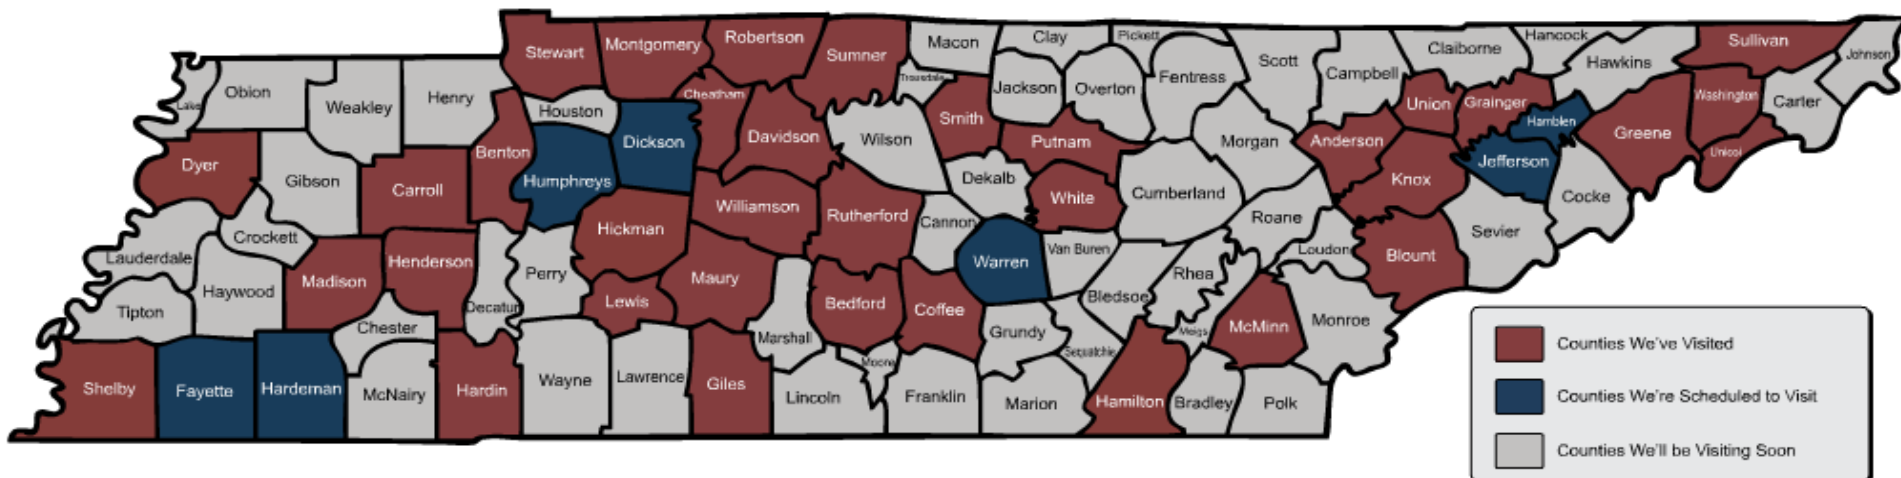 Stewart
Montgomery
Robertson
Sumner
Macon
Clay
Pickett
Scott
Claiborne
Hancock
Hawkins
Sullivan
Johnson
Lake
Obion
Weakley
Henry
Houston
Cheatham
Trousdale
Jackson
Overton
Fentress
Campbell
Union
Grainger
Hamblen
Washington
Carter
Dyer
Gibson
Carroll
Benton
Humphreys
Dickson
Davidson
Wilson
Smith
Putnam
Morgan
Anderson
Knox
Jefferson
Greene
Unicoi
Dekalb
White
Cumberland
Cocke
Lauderdale
Crockett
Madison
Henderson
Perry
Hickman
Williamson
Rutherford
Cannon
Warren
Van Buren
Bledsoe
Rhea
Roane
Loudon
Blount
Sevier
Tipton
Haywood
Chester
Decatur
Lewis
Maury
Marshall
Bedford
Coffee
Grundy
Sequatchie
Meigs
McMinn
Monroe
Shelby
Fayette
Hardeman
McNairy
Hardin
Wayne
Lawrence
Giles
Lincoln
Moore
Franklin
Marion
Hamilton
Bradley
Polk
Counties We've Visited
Counties We're Scheduled to Visit
Counties We'll be Visiting Soon